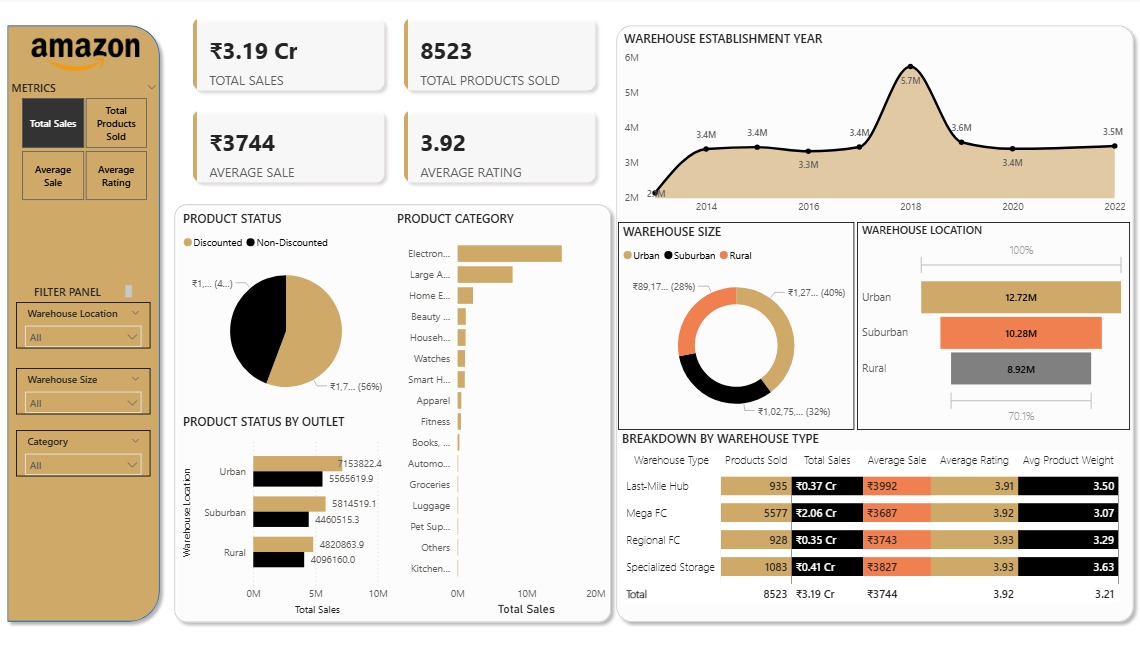 amazon
METRICS
Total Sales
Total
Products
Sold
Average
Sale
Average
Rating
FILTER PANEL
Warehouse Location
All
Warehouse Size
All
Category
All
₹3.19 Cr
TOTAL SALES
8523
TOTAL PRODUCTS SOLD
₹3744
AVERAGE SALE
3.92
AVERAGE RATING
PRODUCT STATUS
Discounted Non-Discounted
₹1,... (4...)
₹1,7... (56%)
PRODUCT STATUS BY OUTLET
Warehouse Location
Urban 7153822.4
5565619.9
Suburban 5814519.1
4460515.3
Rural 4820863.9
4096160.0
0M 5M 10M
Total Sales
PRODUCT CATEGORY
Electron...
Large A...
Home E...
Beauty ...
Househ...
Watches
Smart H...
Apparel
Fitness
Books, ...
Automo...
Groceries
Luggage
Pet Sup...
Others
Kitchen...
0M 10M 20M
Total Sales
WAREHOUSE ESTABLISHMENT YEAR
6M
5M
4M
3M
2M
3.4M 3.4M 3.3M 3.4M 5.7M 3.6M 3.4M 3.5M
2014 2016 2018 2020 2022
WAREHOUSE SIZE
Urban Suburban Rural
₹89,17... (28%)
₹1,27... (40%)
₹1,02,75,... (32%)
WAREHOUSE LOCATION
100%
Urban 12.72M
Suburban 10.28M
Rural 8.92M
70.1%
BREAKDOWN BY WAREHOUSE TYPE
Warehouse Type Products Sold Total Sales Average Sale Average Rating Avg Product Weight
Last-Mile Hub 935 ₹0.37 Cr ₹3992 3.91 3.50
Mega FC 5577 ₹2.06 Cr ₹3687 3.92 3.07
Regional FC 928 ₹0.35 Cr ₹3743 3.93 3.29
Specialized Storage 1083 ₹0.41 Cr ₹3827 3.93 3.63
Total 8523 ₹3.19 Cr ₹3744 3.92 3.21